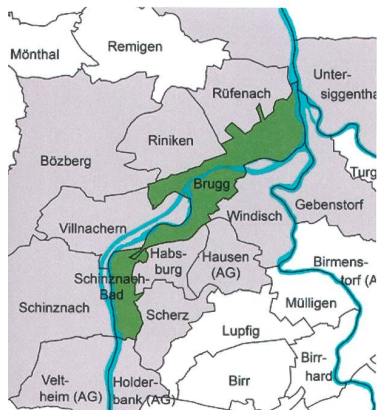 Mönthal
Remigen
Unter-
siggentha
Rüfenach
Riniken
Bözberg
Turg
Brugg
Gebenstorf
Windisch
Villnachern
Habs-
burg
Hausen
(AG)
Birmens-
torf (A
Schinznach-
Bad
Schinznach
Scherz
Mülligen
Lupfig
Birr-
hard
Birr
Velt-
heim (AG)
Holder-
bank (AG)